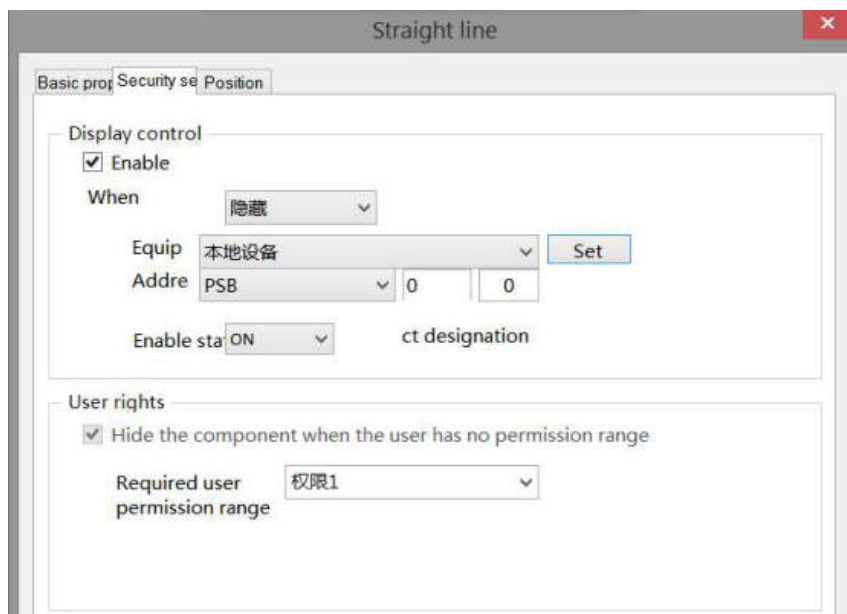 Straight line
Basic prop Security se Position
Display control
Enable
When 隐藏
Equip 本地设备 Set
Addre PSB 0 0
Enable sta ON ct designation
User rights
Hide the component when the user has no permission range
Required user 权限1
permission range